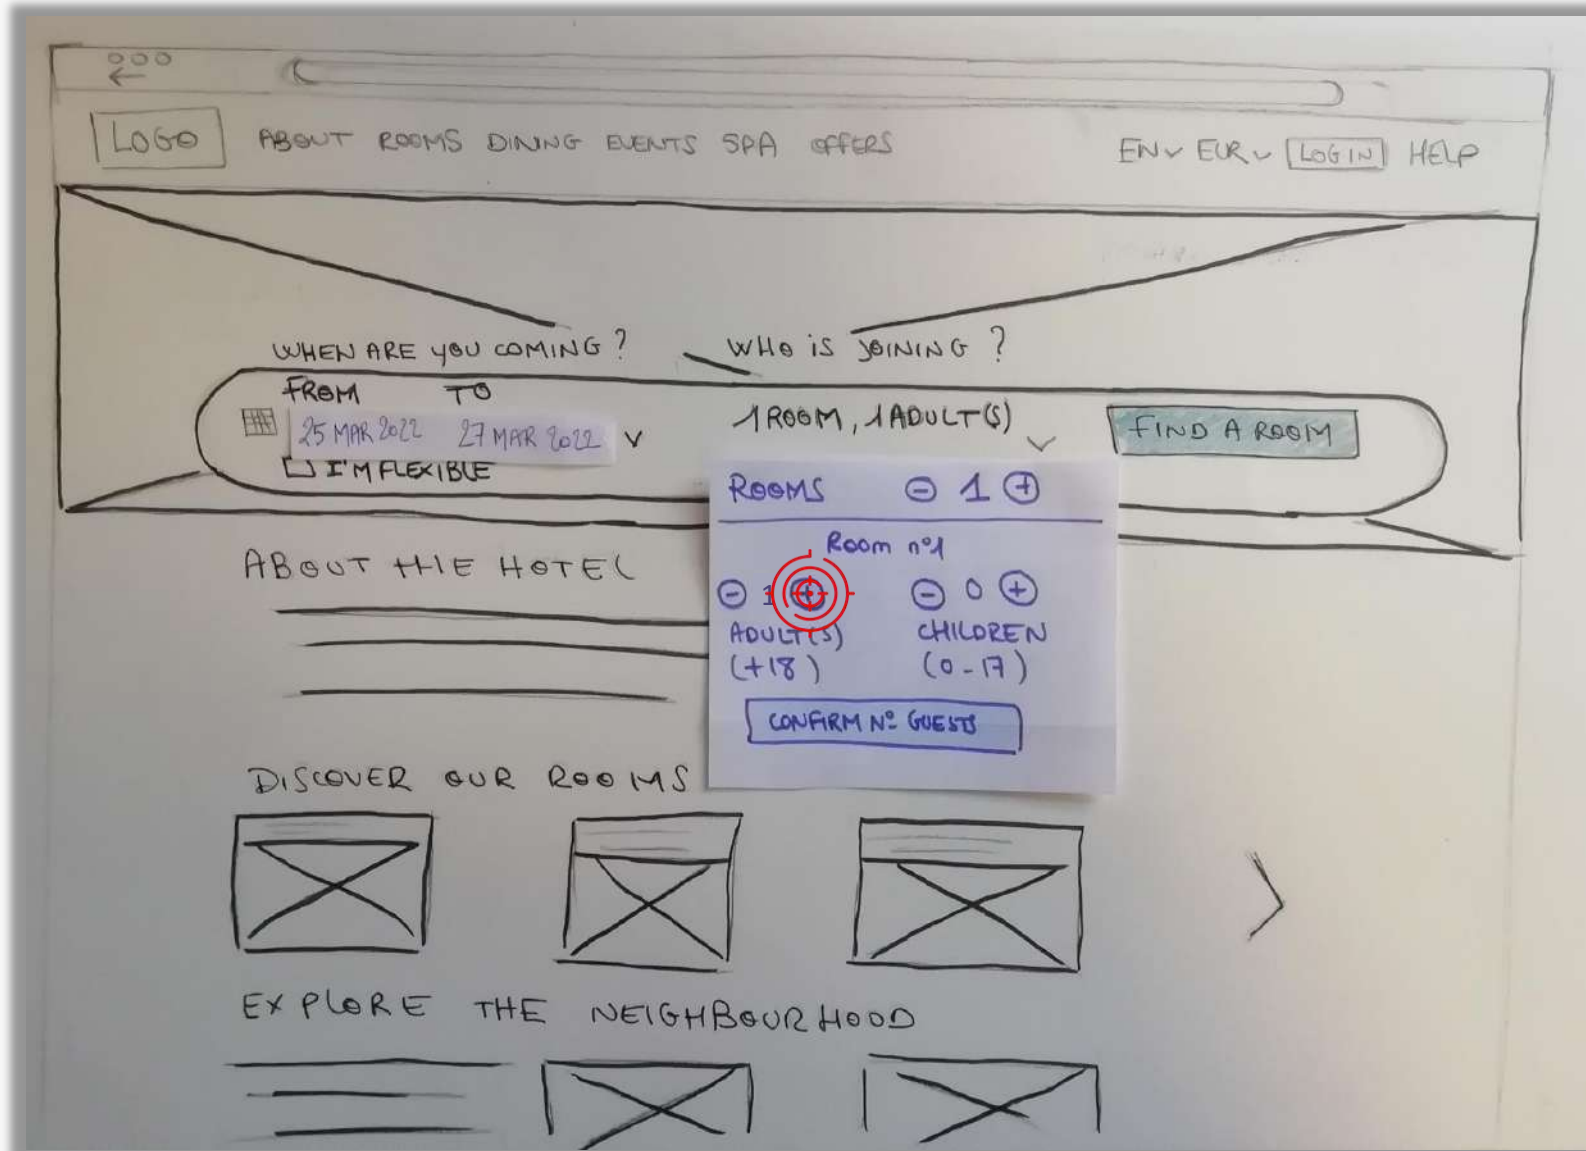 LOGO ABOUT ROOMS DINING EVENTS SPA OFFERS EN EUR LOGIN HELP
WHEN ARE YOU COMING? WHO IS JOINING?
FROM TO
25 MAR 2022 27 MAR 2022
1 ROOM, 1 ADULT(S)
FIND A ROOM
I'M FLEXIBLE
ROOMS - 1 +
Room nº1
- 1 + - 0 +
ADULT(S) CHILDREN
(+18) (0-17)
CONFIRM Nº GUESTS
ABOUT THE HOTEL
DISCOVER OUR ROOMS
EXPLORE THE NEIGHBOURHOOD